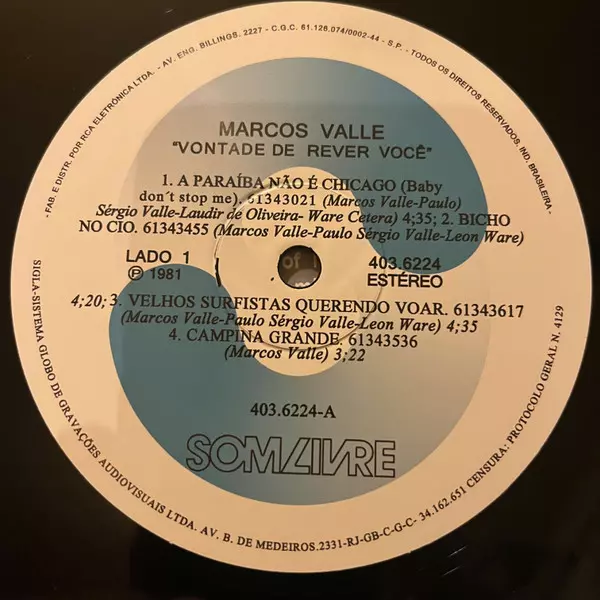 - FAB. E DISTR. POR RCA ELETRÔNICA LTDA. - AV. ENG. BILLINGS. 2227 - C.G.C. 61.126.074/0002-44 - S.P. - TODOS OS DIREITOS RESERVADOS. IND. BRASILEIRA. -
MARCOS VALLE
"VONTADE DE REVER VOCÊ"
1. A PARAÍBA NÃO É CHICAGO (Baby
don't stop me). 61343021 (Marcos Valle-Paulo)
Sérgio Valle-Laudir de Oliveira- Ware Cetera) 4;35; 2. BICHO
NO CIO. 61343455 (Marcos Valle-Paulo Sérgio Valle-Leon Ware)
LADO 1
℗ 1981
403.6224
ESTÉREO
4;20; 3. VELHOS SURFISTAS QUERENDO VOAR. 61343617
(Marcos Valle-Paulo Sérgio Valle-Leon Ware) 4;35
4. CAMPINA GRANDE. 61343536
(Marcos Valle) 3;22
403.6224-A
SOM LIVRE
SIGLA-SISTEMA GLOBO DE GRAVAÇÕES AUDIOVISUAIS LTDA. AV. B. DE MEDEIROS.2331-RJ-GB-C-G-C- 34.162.651 CENSURA: PROTOCOLO GERAL N. 4129